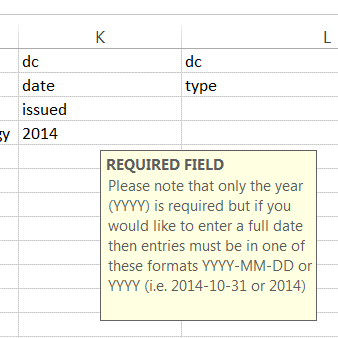 K L
dc dc
date type
issued
gy 2014
REQUIRED FIELD
Please note that only the year
(YYYY) is required but if you
would like to enter a full date
then entries must be in one of
these formats YYYY-MM-DD or
YYYY (i.e. 2014-10-31 or 2014)